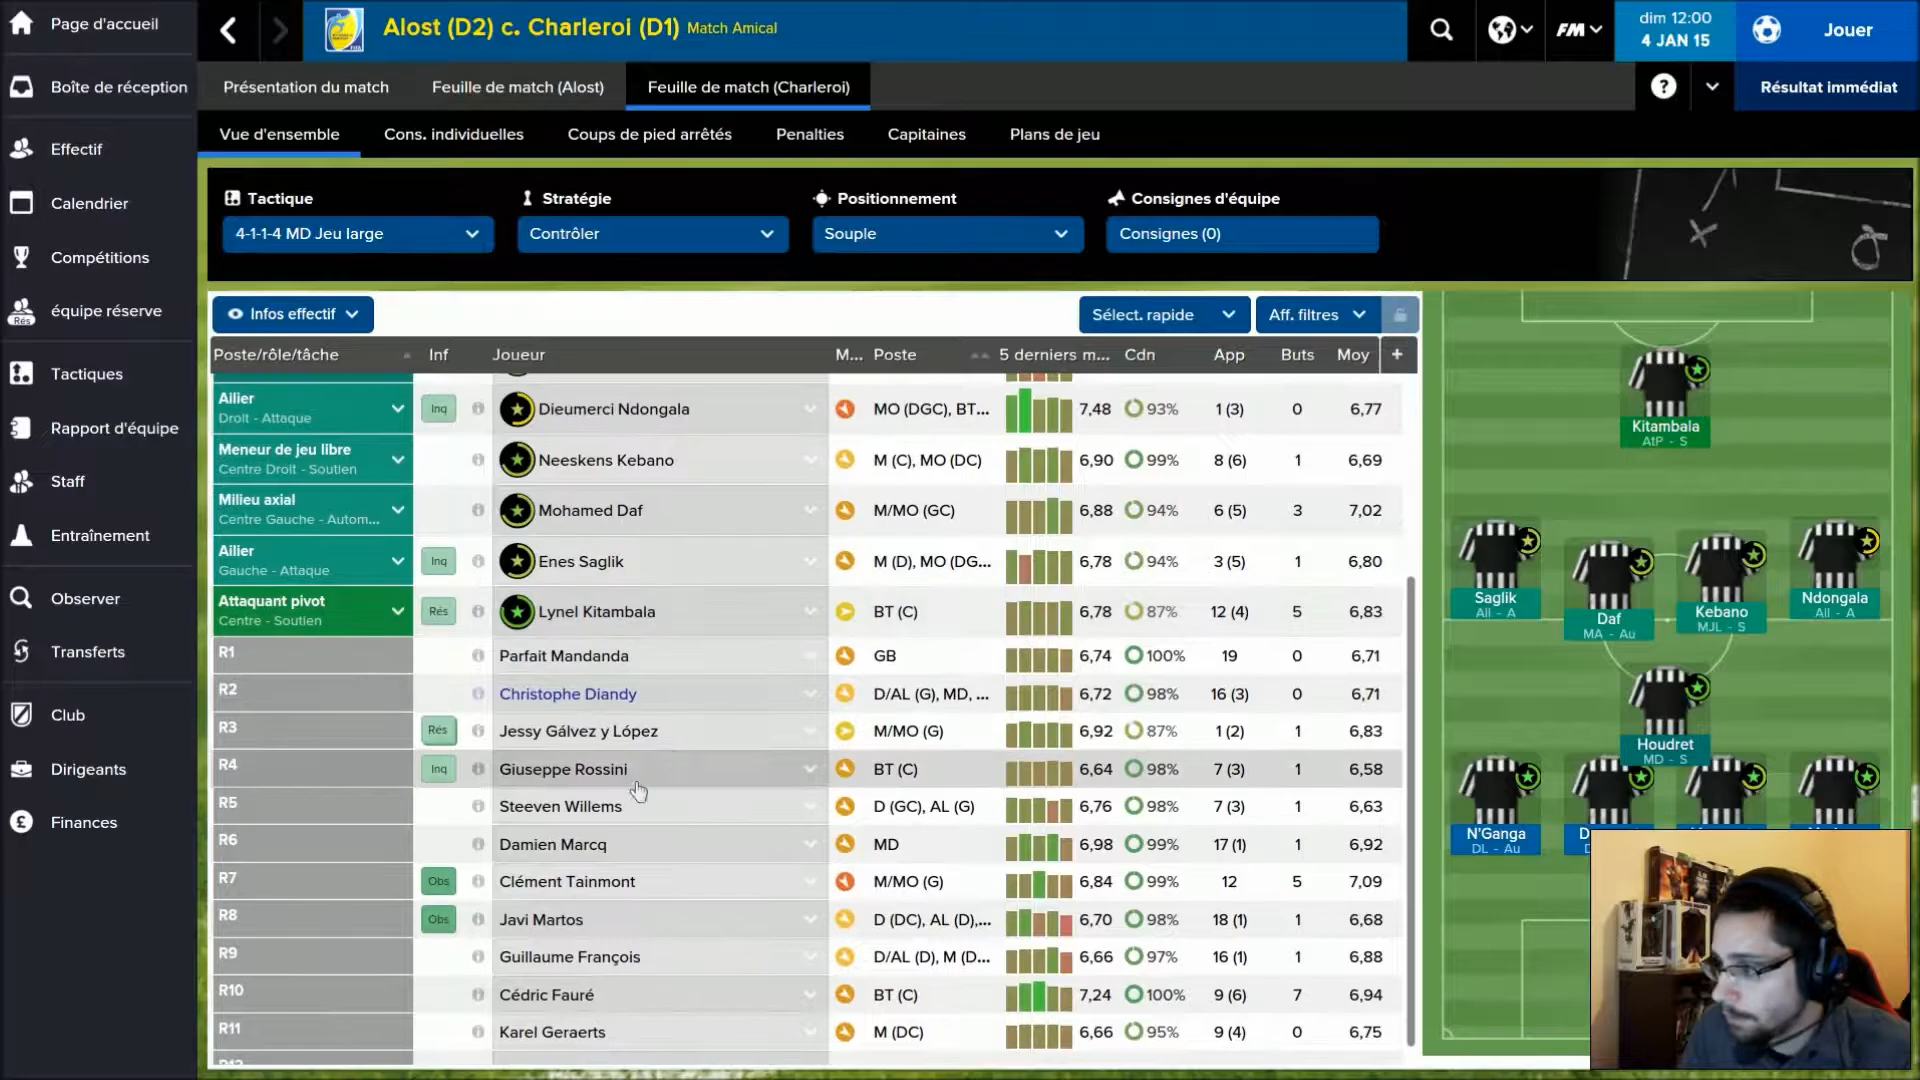 Page d'accueil
Alost (D2) c. Charleroi (D1) Match Amical
FM
dim 12:00
4 JAN 15
Jouer
Boîte de réception
Présentation du match
Feuille de match (Alost)
Feuille de match (Charleroi)
?
Résultat immédiat
Vue d'ensemble
Cons. individuelles
Coups de pied arrêtés
Penalties
Capitaines
Plans de jeu
Effectif
Calendrier
Compétitions
équipe réserve
Rés
Tactiques
Rapport d'équipe
Staff
Entraînement
Observer
Transferts
Club
Dirigeants
Finances
Tactique
Stratégie
Positionnement
Consignes d'équipe
4-1-1-4 MD Jeu large
Contrôler
Souple
Consignes (0)
Infos effectif
Sélect. rapide
Aff. filtres
Poste/rôle/tâche Inf Joueur M... Poste 5 derniers m... Cdn App Buts Moy +
Ailier
Droit - Attaque
Inq Dieumerci Ndongala MO (DGC), BT... 7,48 93% 1 (3) 0 6,77
Meneur de jeu libre
Centre Droit - Soutien
Neeskens Kebano M (C), MO (DC) 6,90 99% 8 (6) 1 6,69
Milieu axial
Centre Gauche - Autom...
Mohamed Daf M/MO (GC) 6,88 94% 6 (5) 3 7,02
Ailier
Gauche - Attaque
Inq Enes Saglik M (D), MO (DG... 6,78 94% 3 (5) 1 6,80
Attaquant pivot
Centre - Soutien
Rés Lynel Kitambala BT (C) 6,78 87% 12 (4) 5 6,83
R1 Parfait Mandanda GB 6,74 100% 19 0 6,71
R2 Christophe Diandy D/AL (G), MD, ... 6,72 98% 16 (3) 0 6,71
R3 Rés Jessy Gálvez y López M/MO (G) 6,92 87% 1 (2) 1 6,83
R4 Inq Giuseppe Rossini BT (C) 6,64 98% 7 (3) 1 6,58
R5 Steeven Willems D (GC), AL (G) 6,76 98% 7 (3) 1 6,63
R6 Damien Marcq MD 6,98 99% 17 (1) 1 6,92
R7 Obs Clément Tainmont M/MO (G) 6,84 99% 12 5 7,09
R8 Obs Javi Martos D (DC), AL (D),... 6,70 98% 18 (1) 1 6,68
R9 Guillaume François D/AL (D), M (D... 6,66 97% 16 (1) 1 6,88
R10 Cédric Fauré BT (C) 7,24 100% 9 (6) 7 6,94
R11 Karel Geraerts M (DC) 6,66 95% 9 (4) 0 6,75
Kitambala
AtP - S
Saglik
Ail - A
Daf
MA - Au
Kebano
MJL - S
Ndongala
Ail - A
Houdret
MD - S
N'Ganga
DL - Au